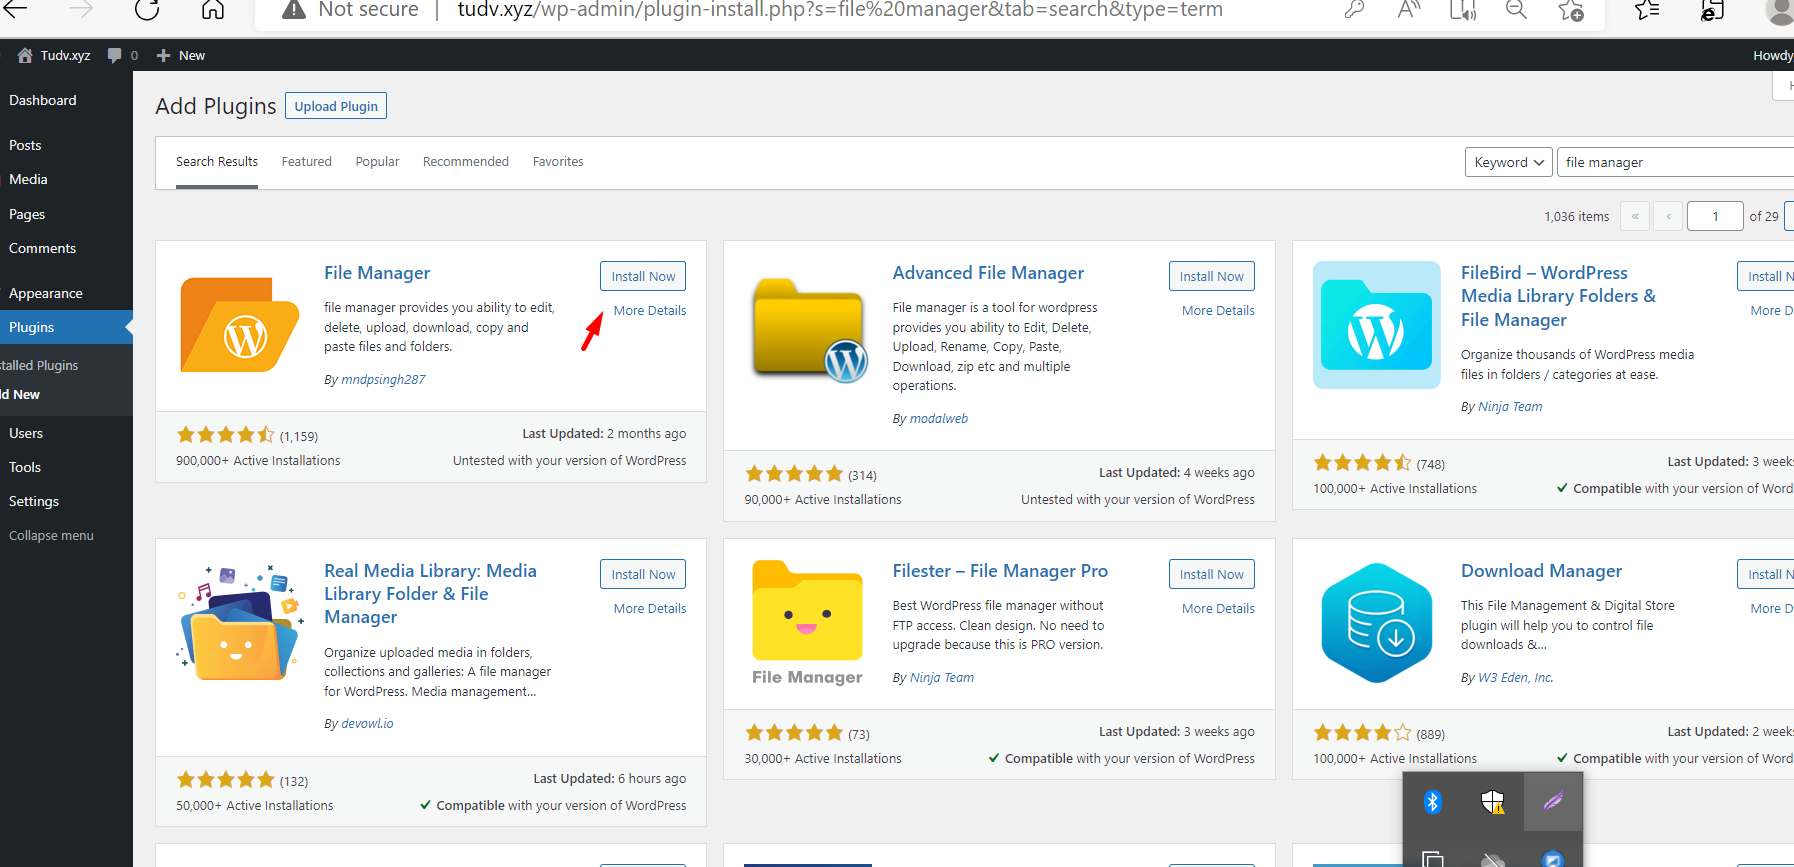 Not secure
tudv.xyz/wp-admin/plugin-install.php?s=file%20manager&tab=search&type=term
Tudv.xyz
0
New
Howdy,
Dashboard
Posts
Media
Pages
Comments
Appearance
Plugins
stalled Plugins
d New
Users
Tools
Settings
Collapse menu
Add Plugins
Upload Plugin
Search Results
Featured
Popular
Recommended
Favorites
Keyword
file manager
1,036 items
«
‹
1
of 29
File Manager
Install Now
More Details
file manager provides you ability to edit,
delete, upload, download, copy and
paste files and folders.
By mndpsingh287
(1,159)
Last Updated: 2 months ago
900,000+ Active Installations
Untested with your version of WordPress
Advanced File Manager
Install Now
More Details
File manager is a tool for wordpress
provides you ability to Edit, Delete,
Upload, Rename, Copy, Paste,
Download, zip etc and multiple
operations.
By modalweb
(314)
Last Updated: 4 weeks ago
90,000+ Active Installations
Untested with your version of WordPress
FileBird – WordPress
Media Library Folders &
File Manager
Install N
More D
Organize thousands of WordPress media
files in folders / categories at ease.
By Ninja Team
(748)
Last Updated: 3 weeks
100,000+ Active Installations
Compatible with your version of Word
Real Media Library: Media
Library Folder & File
Manager
Install Now
More Details
Organize uploaded media in folders,
collections and galleries: A file manager
for WordPress. Media management...
By devowl.io
(132)
Last Updated: 6 hours ago
50,000+ Active Installations
Compatible with your version of WordPress
File Manager
Filester – File Manager Pro
Install Now
More Details
Best WordPress file manager without
FTP access. Clean design. No need to
upgrade because this is PRO version.
By Ninja Team
(73)
Last Updated: 3 weeks ago
30,000+ Active Installations
Compatible with your version of WordPress
Download Manager
Install N
More D
This File Management & Digital Store
plugin will help you to control file
downloads &...
By W3 Eden, Inc.
(889)
Last Updated: 2 week
100,000+ Active Installations
Compatible with your version of Word